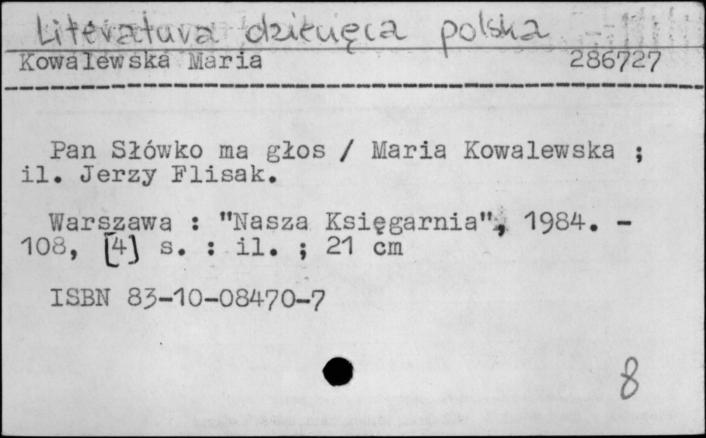 Literatura dziecięca polska
Kowalewska Maria 286727
Pan Słówko ma głos / Maria Kowalewska ;
il. Jerzy Flisak.
Warszawa : "Nasza Księgarnia", 1984. -
108, [4] s. : il. ; 21 cm
ISBN 83-10-08470-7
8